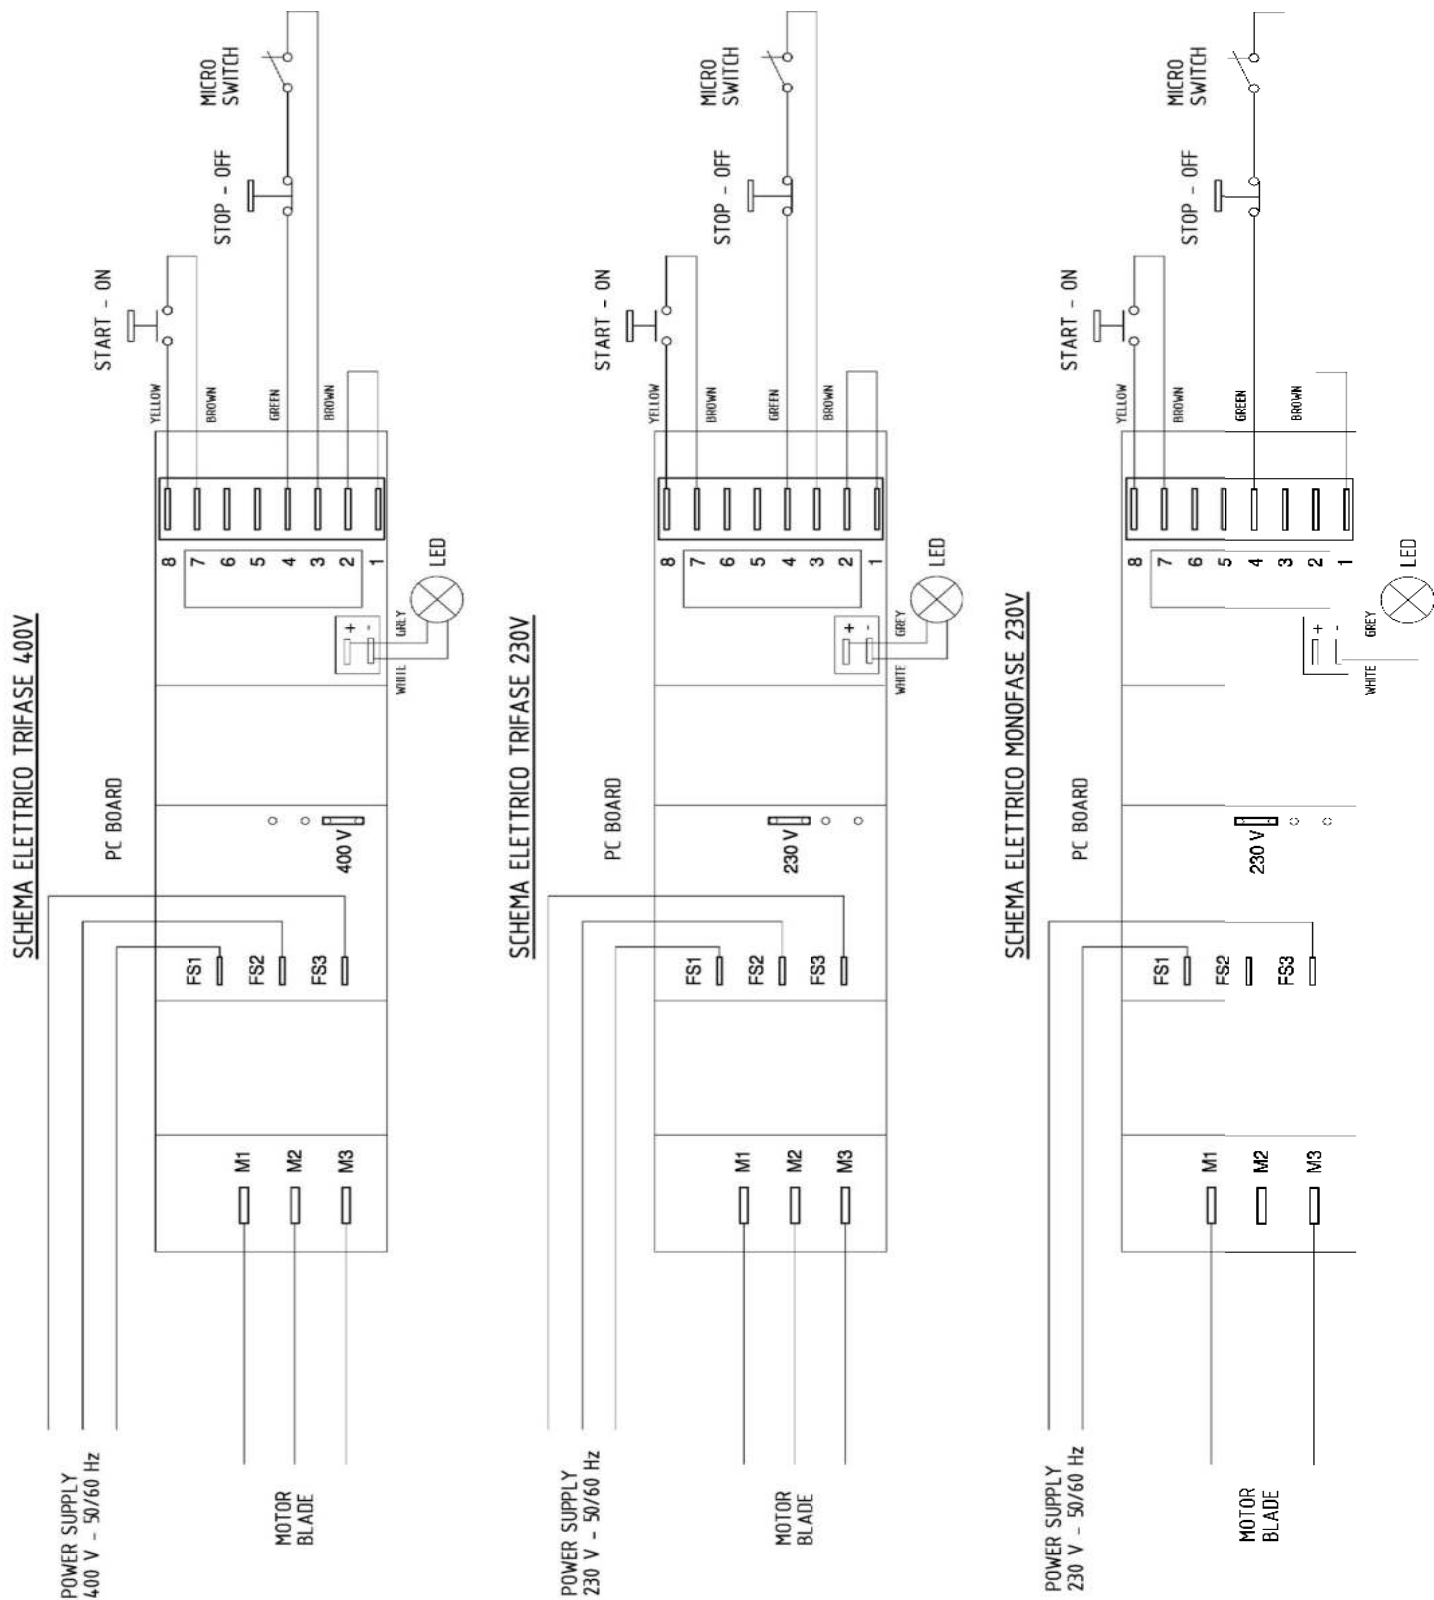 SCHEMA ELETTRICO TRIFASE 400V
POWER SUPPLY
400 V - 50/60 Hz
PC BOARD
START - ON
STOP - OFF
MICRO
SWITCH
YELLOW
BROWN
GREEN
BROWN
8
7
6
5
4
3
2
1
+
-
GREY
WHITE
LED
400 V
FS1
FS2
FS3
M1
M2
M3
MOTOR
BLADE
SCHEMA ELETTRICO TRIFASE 230V
POWER SUPPLY
230 V - 50/60 Hz
PC BOARD
START - ON
STOP - OFF
MICRO
SWITCH
YELLOW
BROWN
GREEN
BROWN
8
7
6
5
4
3
2
1
+
-
GREY
WHITE
LED
230 V
FS1
FS2
FS3
M1
M2
M3
MOTOR
BLADE
SCHEMA ELETTRICO MONOFASE 230V
POWER SUPPLY
230 V - 50/60 Hz
PC BOARD
START - ON
STOP - OFF
MICRO
SWITCH
YELLOW
BROWN
GREEN
BROWN
8
7
6
5
4
3
2
1
+
-
GREY
WHITE
LED
230 V
FS1
FS2
FS3
M1
M2
M3
MOTOR
BLADE